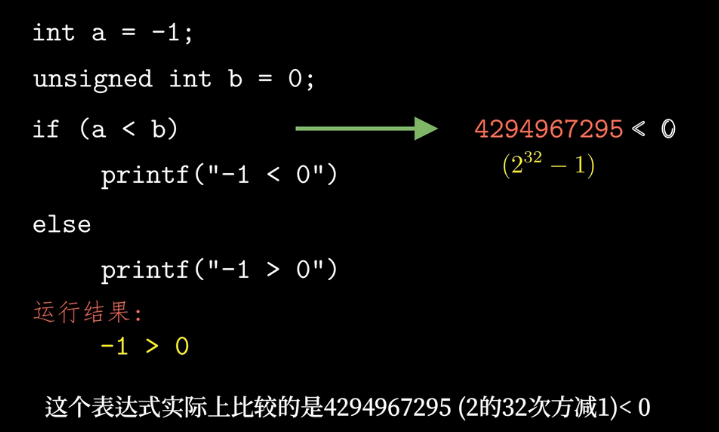 int a = -1;
unsigned int b = 0;
if (a < b)
4294967295 < 0
(2³² − 1)
printf("-1 < 0")
else
printf("-1 > 0")
运行结果:
-1 > 0
这个表达式实际上比较的是4294967295 (2的32次方减1)< 0